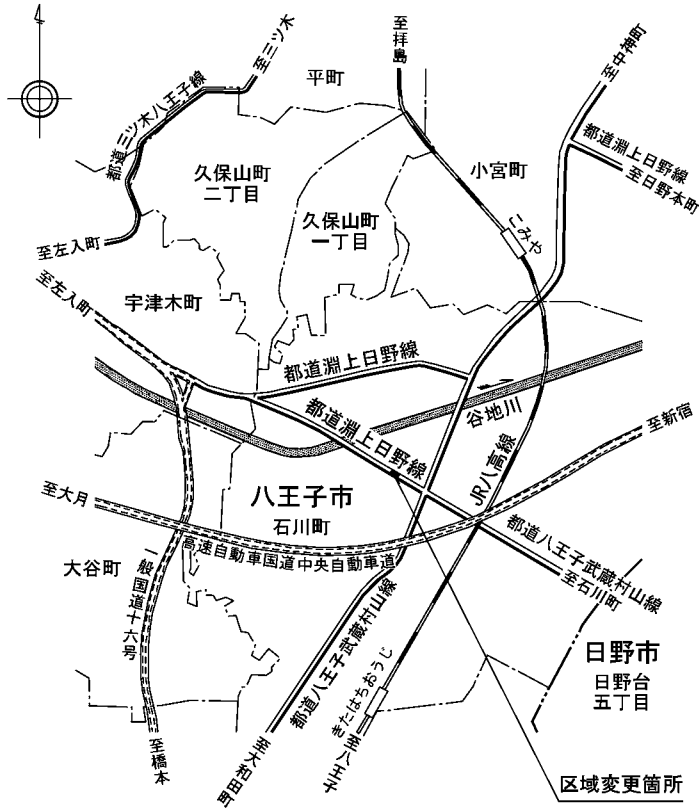 至三ツ木
都道三ツ木八王子線
平町
至拝島
至中神町
都道淵上日野線
至日野本町
小宮町
こみや
久保山町
二丁目
久保山町
一丁目
至左入町
至左入町
宇津木町
都道淵上日野線
都道淵上日野線
谷地川
至新宿
JR八高線
至大月
八王子市
石川町
高速自動車国道中央自動車道
都道八王子武蔵村山線
至石川町
大谷町
一般国道十六号
都道八王子武蔵村山線
きたはちおうじ
日野市
日野台
五丁目
至橋本
至大和田町
至八王子
区域変更箇所